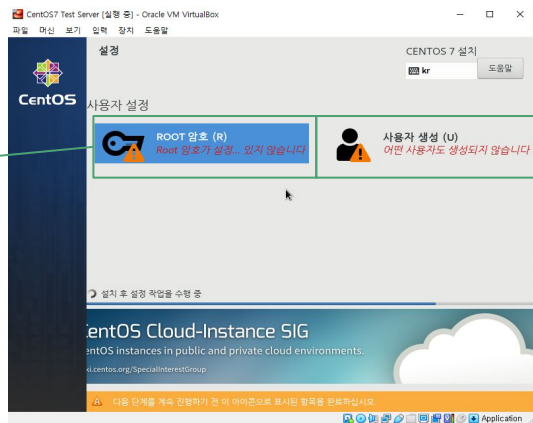 CentOS7 Test Server [실행 중] - Oracle VM VirtualBox
파일 머신 보기 입력 장치 도움말
설정
CENTOS 7 설치
kr
도움말
CentOS
사용자 설정
ROOT 암호 (R)
Root 암호가 설정... 있지 않습니다
사용자 생성 (U)
어떤 사용자도 생성되지 않습니다
설치 후 설정 작업을 수행 중
entOS Cloud-Instance SIG
entOS instances in public and private cloud environments.
ki.centos.org/SpecialInterestGroup
다음 단계를 계속 진행하기 전 이 아이콘으로 표시된 항목을 완료하십시오.
Application